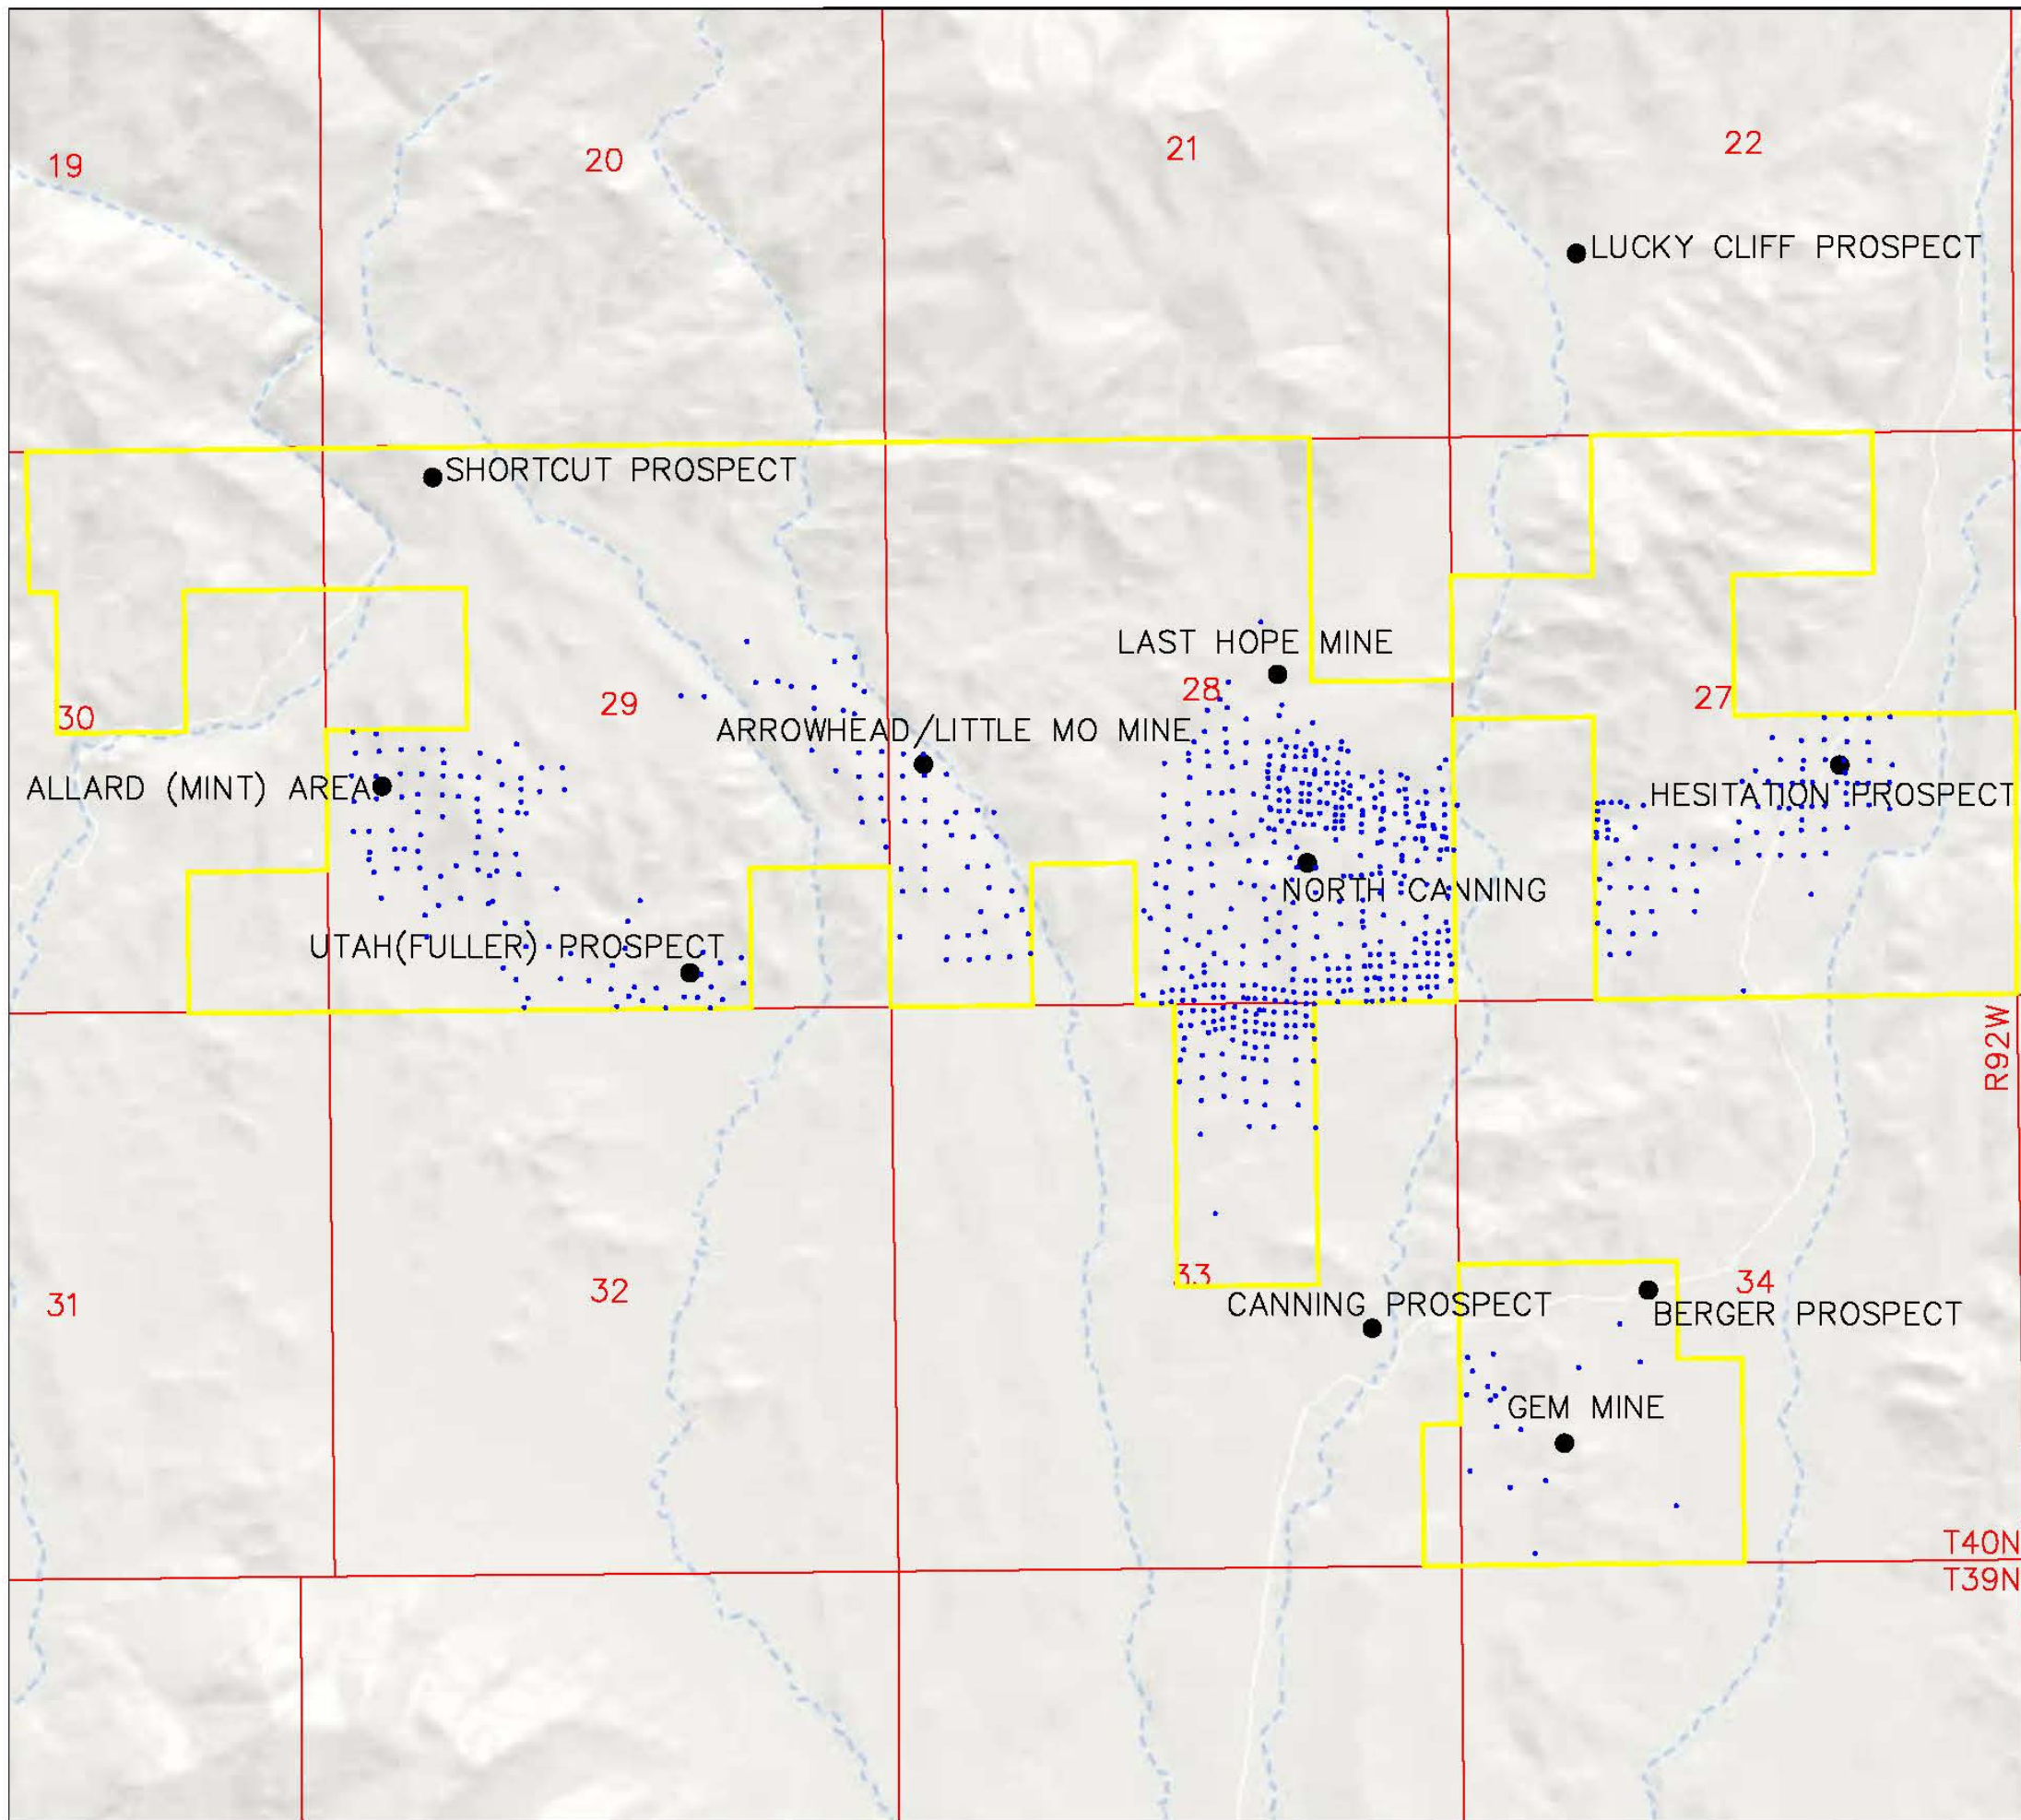 19
20
21
22
LUCKY CLIFF PROSPECT
SHORTCUT PROSPECT
LAST HOPE MINE
30
29
28
27
ARROWHEAD/LITTLE MO MINE
ALLARD (MINT) AREA
HESITATION PROSPECT
NORTH CANNING
UTAH(FULLER) PROSPECT
R92W
31
32
33
34
CANNING PROSPECT
BERGER PROSPECT
GEM MINE
T40N
T39N